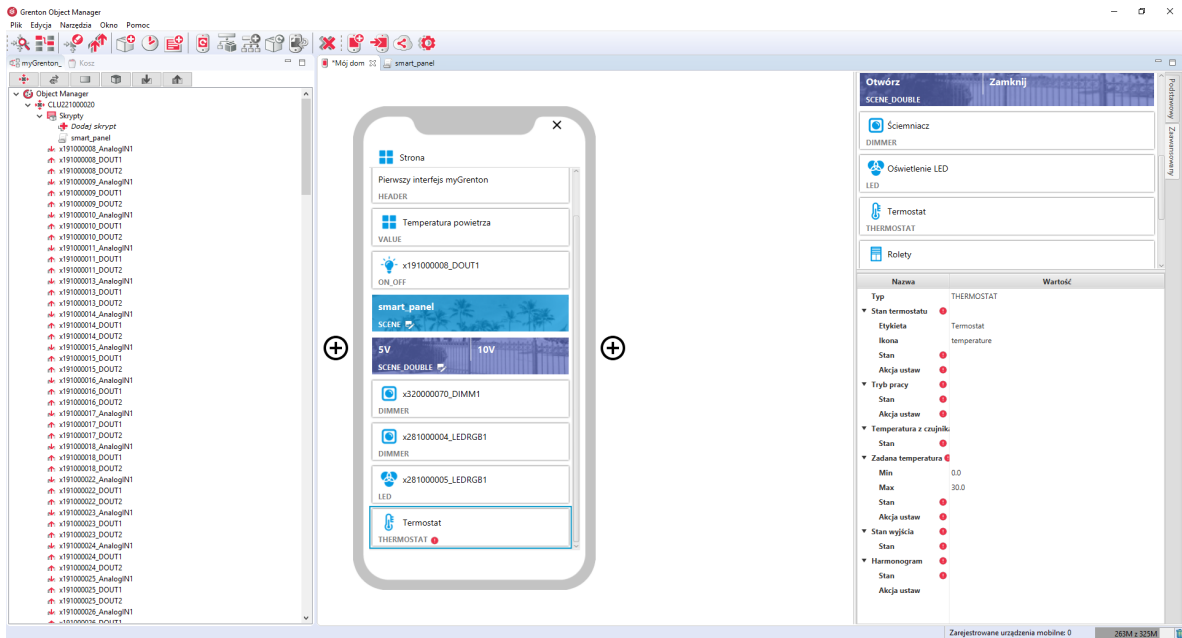 Grenton Object Manager
Plik Edycja Narzędzia Okno Pomoc
myGrenton_ Kosz
*Mój dom smart_panel
Object Manager
CLU221000020
Skrypty
Dodaj skrypt
smart_panel
x191000008_AnalogIN1
x191000008_DOUT1
x191000008_DOUT2
x191000009_AnalogIN1
x191000009_DOUT1
x191000009_DOUT2
x191000010_AnalogIN1
x191000010_DOUT1
x191000010_DOUT2
x191000011_AnalogIN1
x191000011_DOUT1
x191000011_DOUT2
x191000013_AnalogIN1
x191000013_DOUT1
x191000013_DOUT2
x191000014_AnalogIN1
x191000014_DOUT1
x191000014_DOUT2
x191000015_AnalogIN1
x191000015_DOUT1
x191000015_DOUT2
x191000016_AnalogIN1
x191000016_DOUT1
x191000016_DOUT2
x191000017_AnalogIN1
x191000017_DOUT1
x191000017_DOUT2
x191000018_AnalogIN1
x191000018_DOUT1
x191000018_DOUT2
x191000022_AnalogIN1
x191000022_DOUT1
x191000022_DOUT2
x191000023_AnalogIN1
x191000023_DOUT1
x191000023_DOUT2
x191000024_AnalogIN1
x191000024_DOUT1
x191000024_DOUT2
x191000025_AnalogIN1
x191000025_DOUT1
x191000025_DOUT2
x191000026_AnalogIN1
x191000026_DOUT1
Strona
Pierwszy interfejs myGrenton
HEADER
Temperatura powietrza
VALUE
x191000008_DOUT1
ON_OFF
smart_panel
SCENE
5V 10V
SCENE_DOUBLE
x320000070_DIMM1
DIMMER
x281000004_LEDRGB1
DIMMER
x281000005_LEDRGB1
LED
Termostat
THERMOSTAT
Otwórz Zamknij
SCENE_DOUBLE
Ściemniacz
DIMMER
Oświetlenie LED
LED
Termostat
THERMOSTAT
Rolety
Podstawowy
Zaawansowany
Nazwa Wartość
Typ THERMOSTAT
Stan termostatu
Etykieta Termostat
Ikona temperature
Stan
Akcja ustaw
Tryb pracy
Stan
Akcja ustaw
Temperatura z czujnika
Stan
Zadana temperatura
Min 0.0
Max 30.0
Stan
Akcja ustaw
Stan wyjścia
Stan
Harmonogram
Stan
Akcja ustaw
Zarejestrowane urządzenia mobilne: 0 263M z 325M